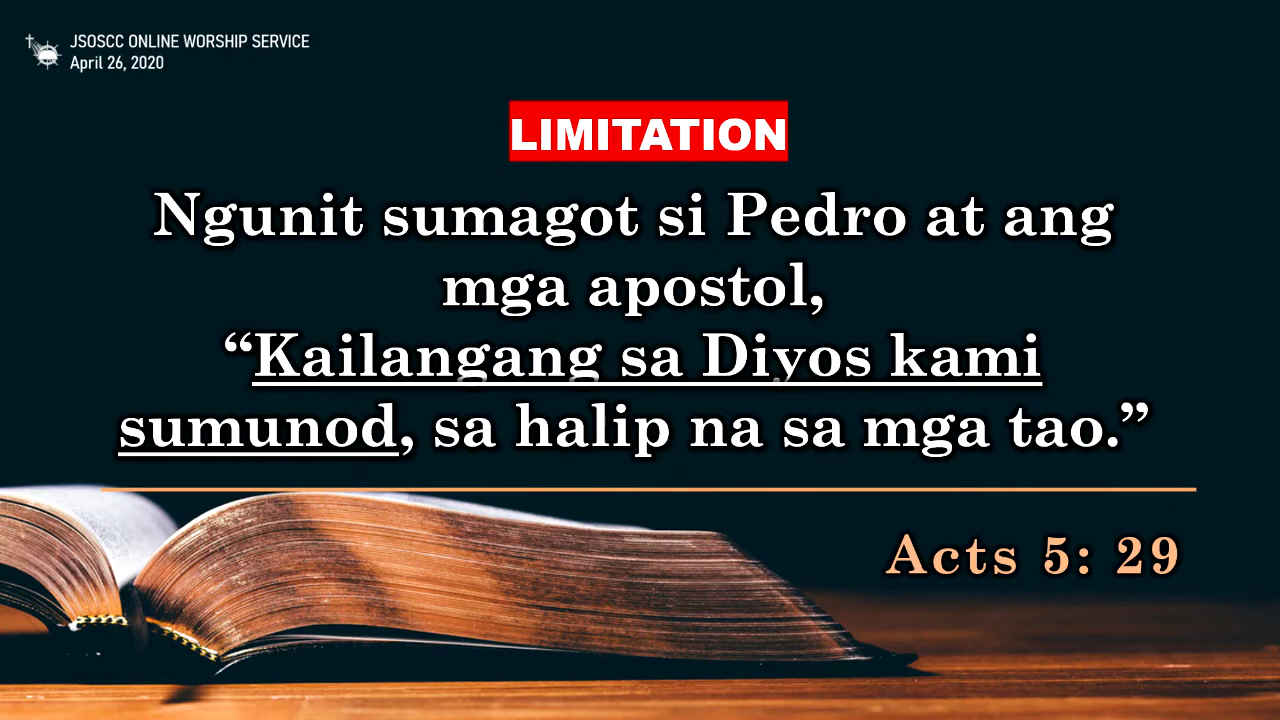 JSOSCC ONLINE WORSHIP SERVICE
April 26, 2020
LIMITATION
Ngunit sumagot si Pedro at ang
mga apostol,
“Kailangang sa Diyos kami
sumunod, sa halip na sa mga tao.”
Acts 5: 29